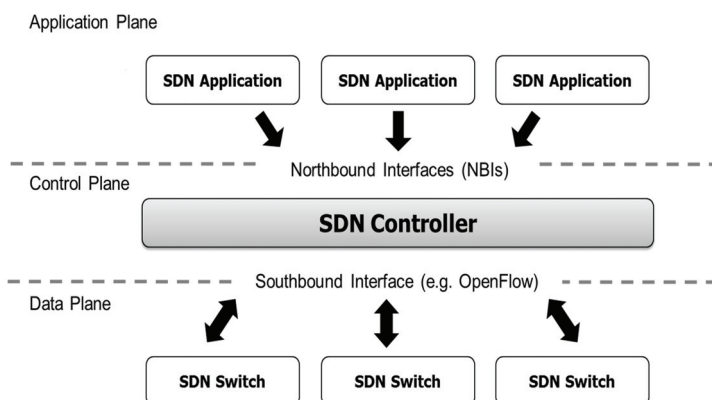 Application Plane
SDN Application
SDN Application
SDN Application
Northbound Interfaces (NBIs)
Control Plane
SDN Controller
Southbound Interface (e.g. OpenFlow)
Data Plane
SDN Switch
SDN Switch
SDN Switch